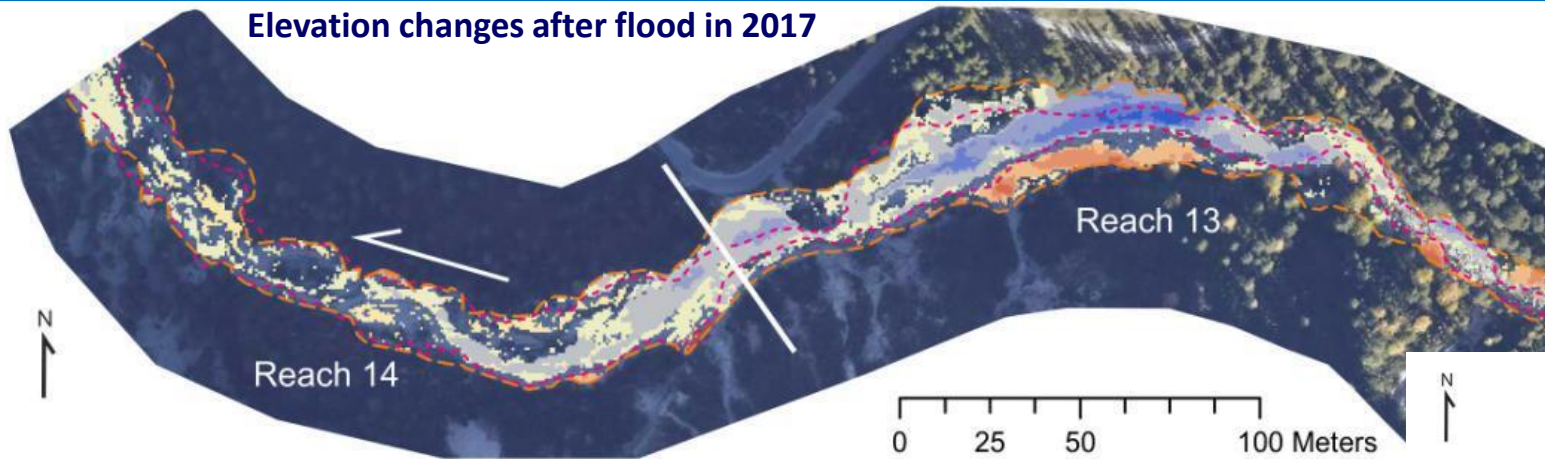 Elevation changes after flood in 2017
Reach 13
N
Reach 14
N
0 25 50 100 Meters